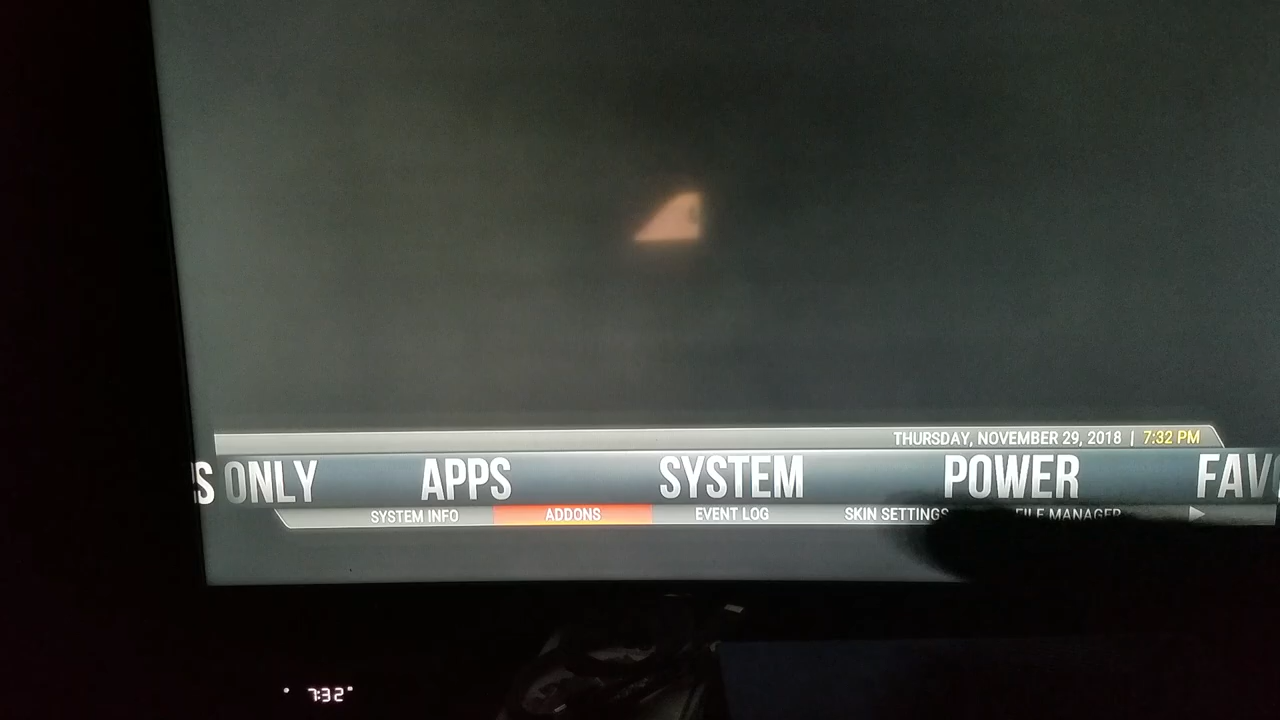 THURSDAY, NOVEMBER 29, 2018 | 7:32 PM
S ONLY APPS SYSTEM POWER FAVO
SYSTEM INFO ADDONS EVENT LOG SKIN SETTINGS FILE MANAGER
7:32